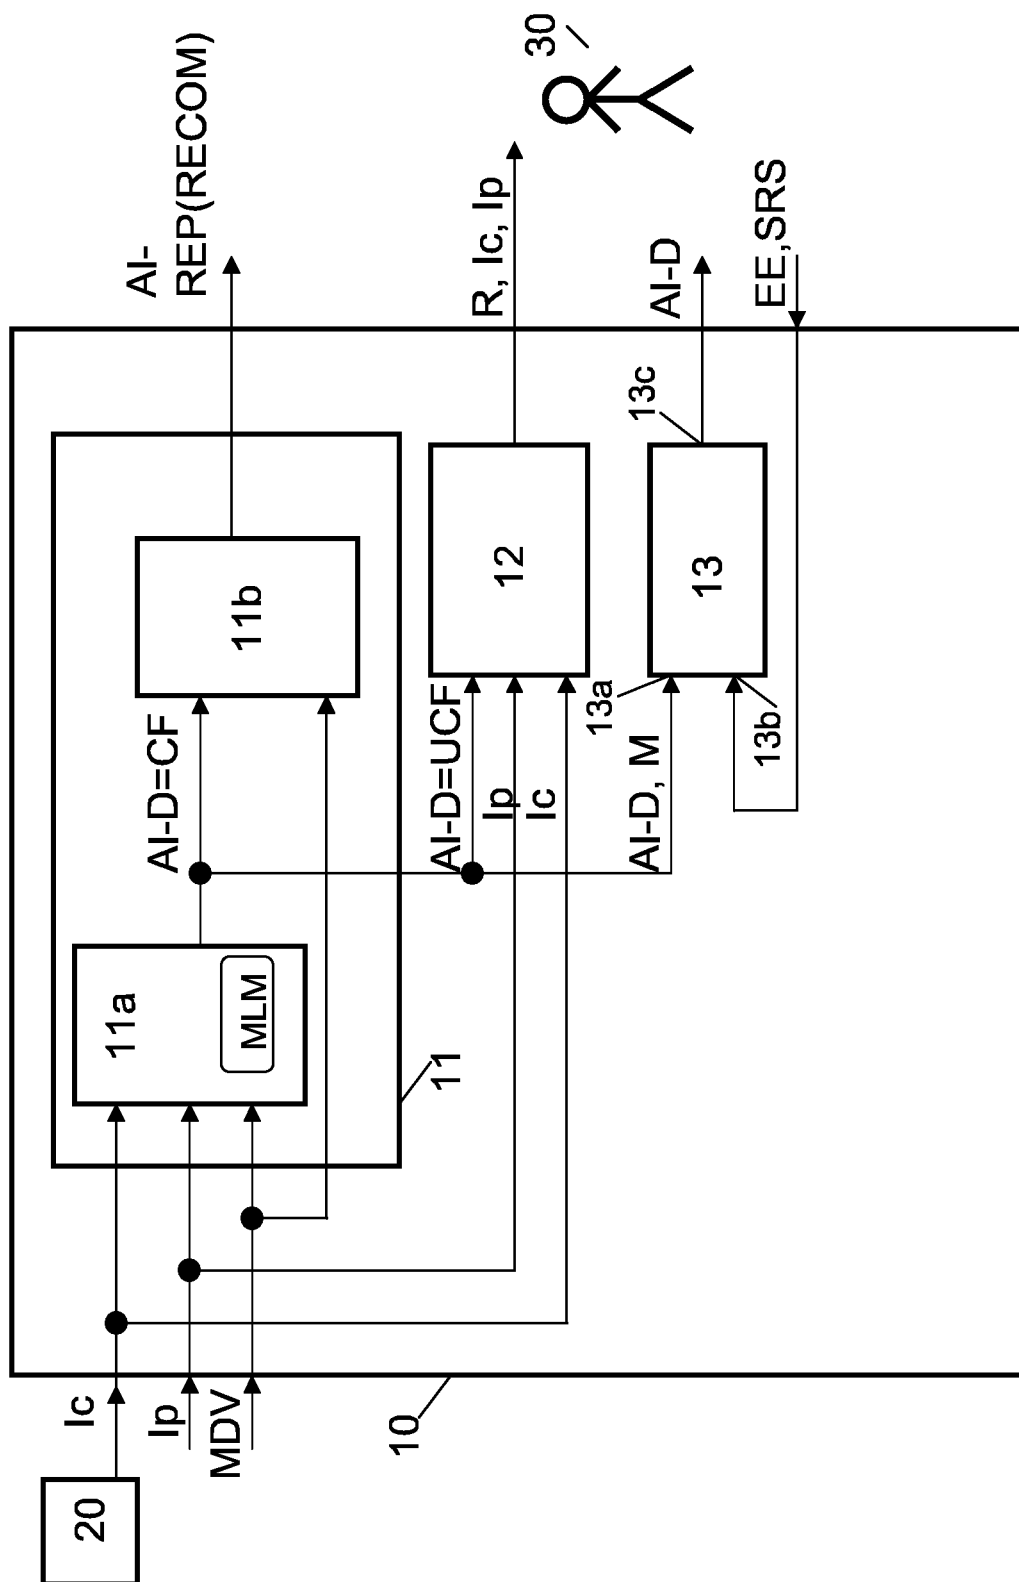 20
Ic
Ip
MDV
10
11a
MLM
11
AI-D=CF
11b
AI-
REP(RECOM)
AI-D=UCF
Ip
Ic
12
R, Ic, Ip
30
AI-D, M
13a
13b
13
13c
AI-D
EE,SRS